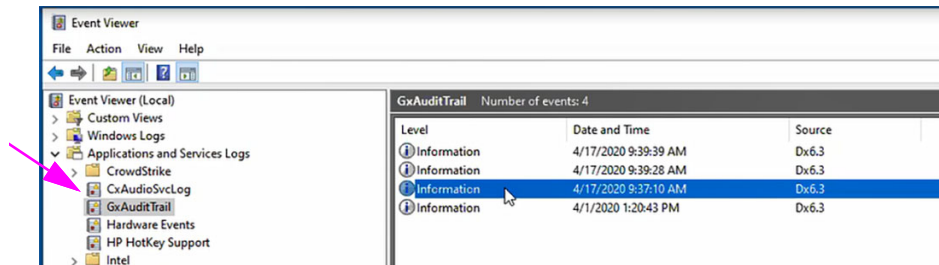 Event Viewer
File Action View Help
Event Viewer (Local)
Custom Views
Windows Logs
Applications and Services Logs
CrowdStrike
CxAudioSvcLog
GxAuditTrail
Hardware Events
HP HotKey Support
Intel
GxAuditTrail Number of events: 4
Level Date and Time Source
Information 4/17/2020 9:39:39 AM Dx6.3
Information 4/17/2020 9:39:28 AM Dx6.3
Information 4/17/2020 9:37:10 AM Dx6.3
Information 4/1/2020 1:20:43 PM Dx6.3